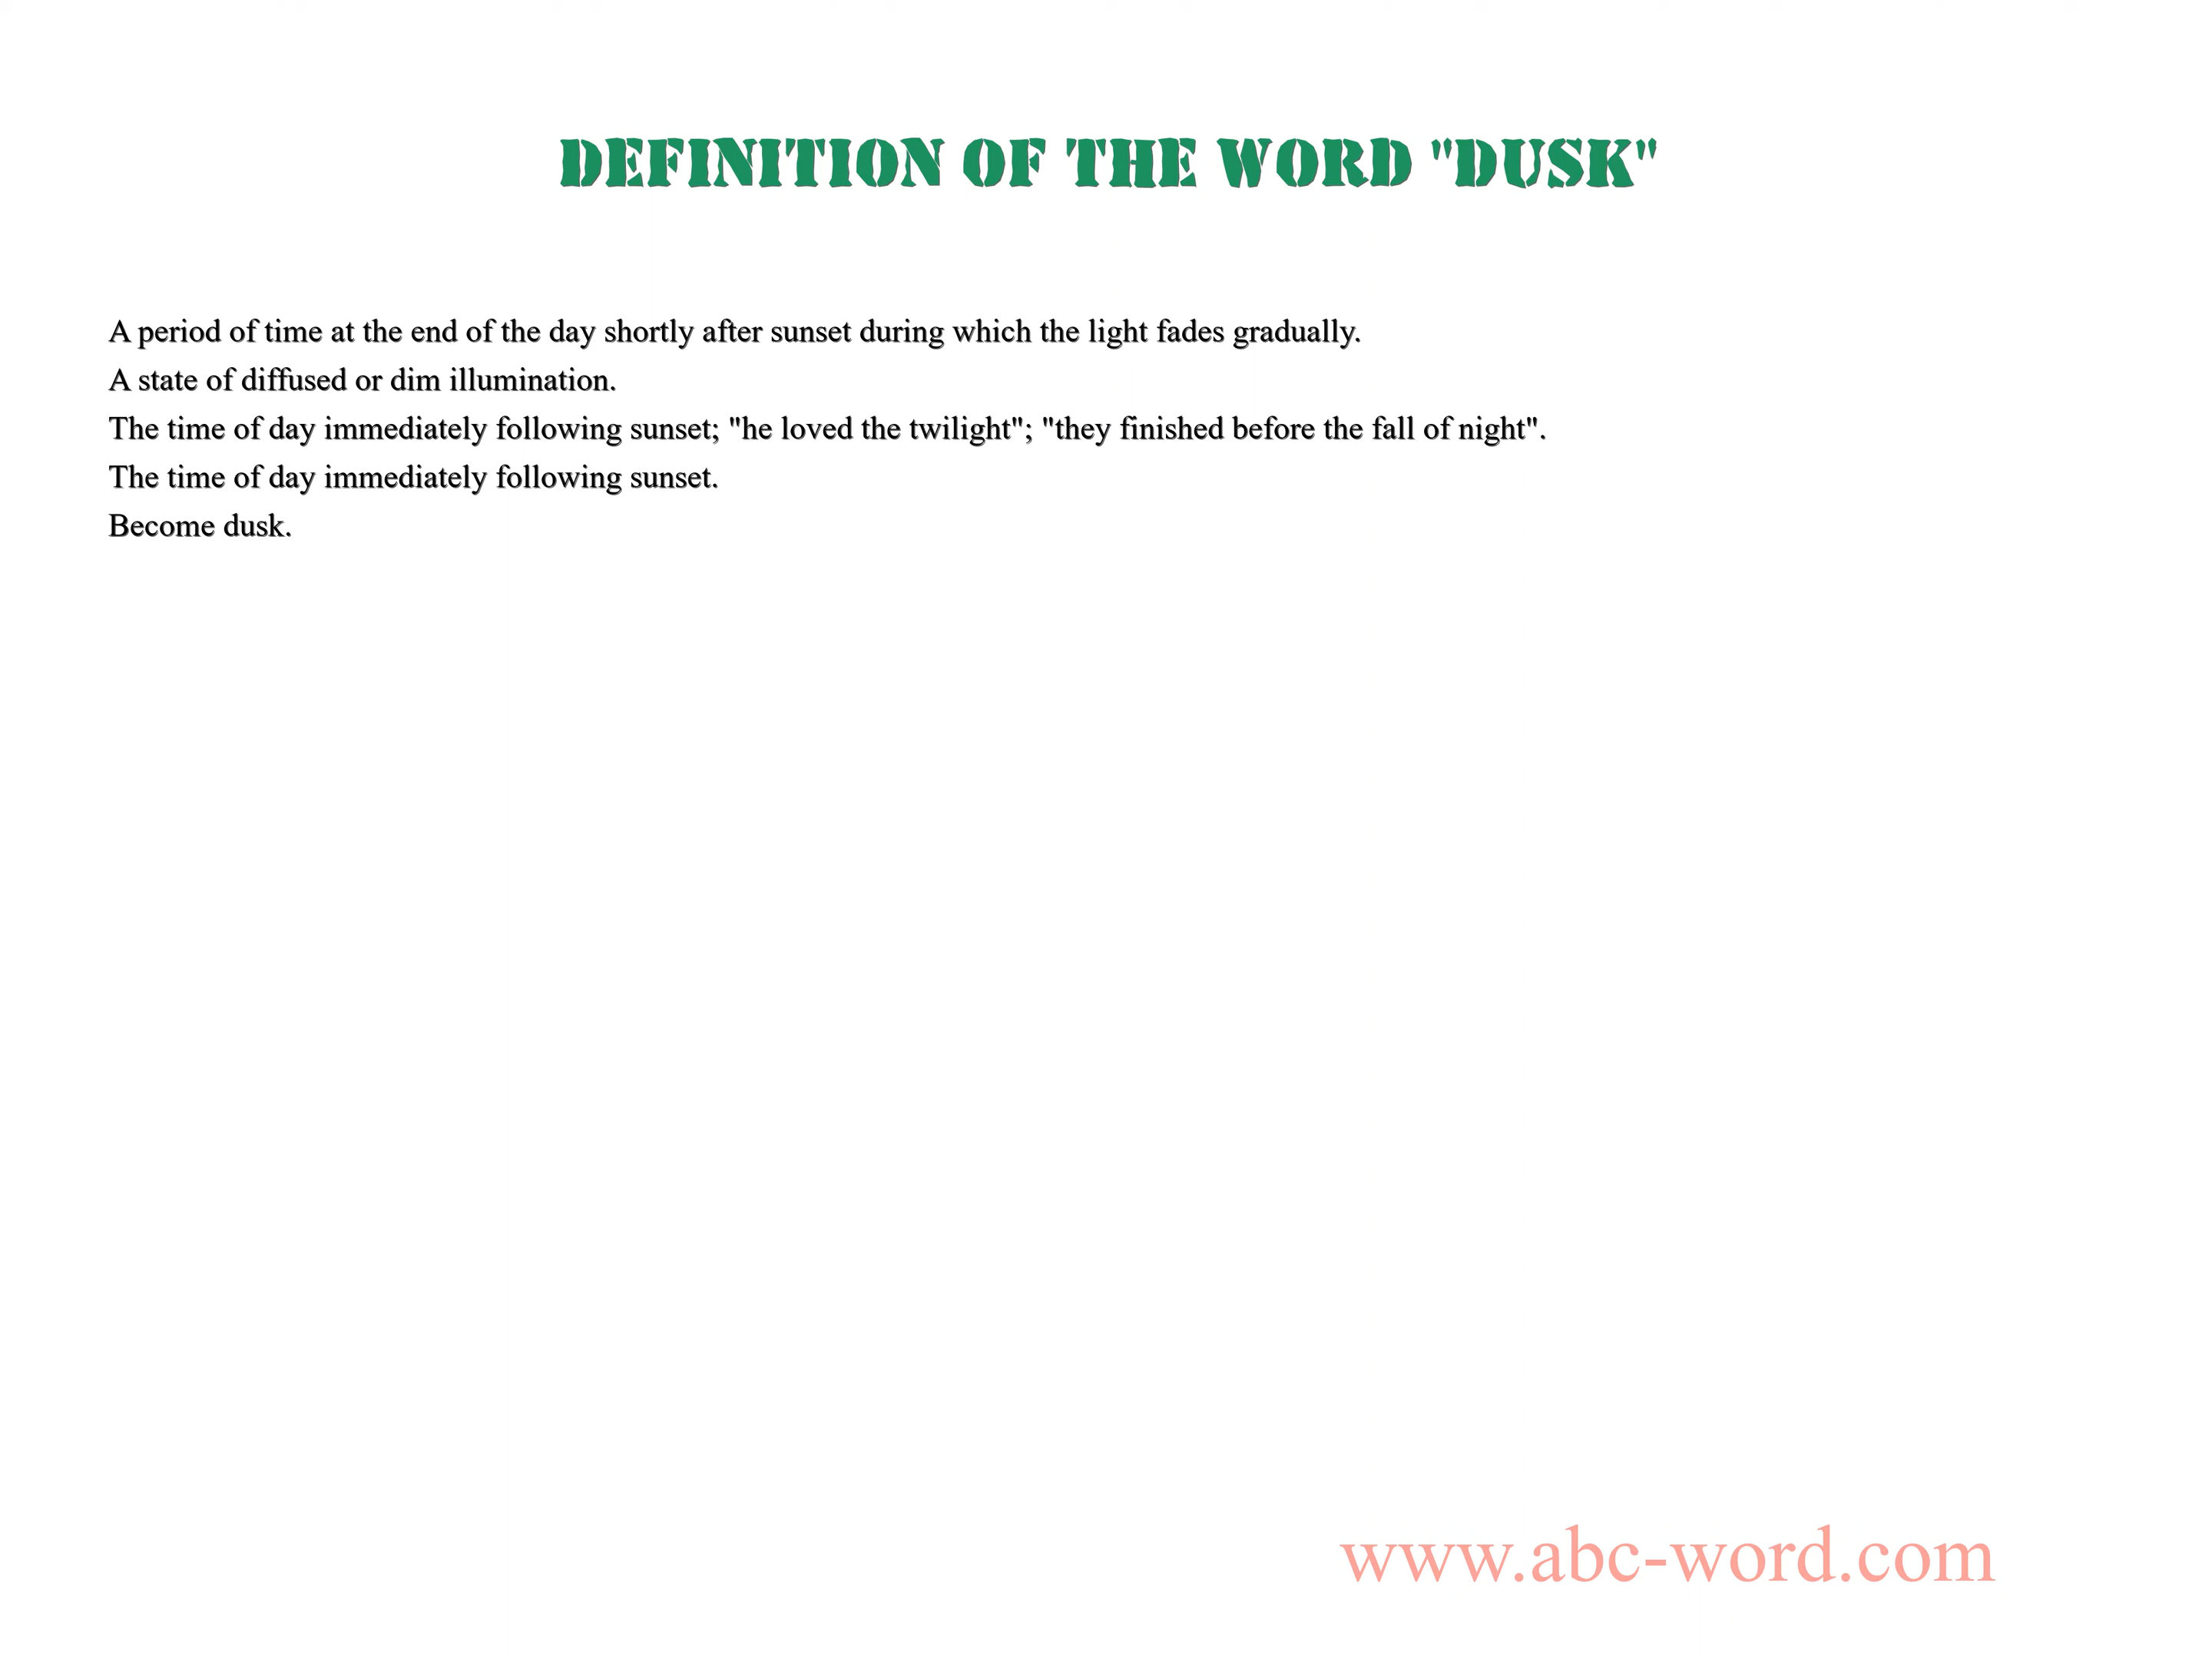 DEFINITION OF THE WORD "DUSK"
A period of time at the end of the day shortly after sunset during which the light fades gradually.
A state of diffused or dim illumination.
The time of day immediately following sunset; "he loved the twilight"; "they finished before the fall of night".
The time of day immediately following sunset.
Become dusk.
www.abc-word.com